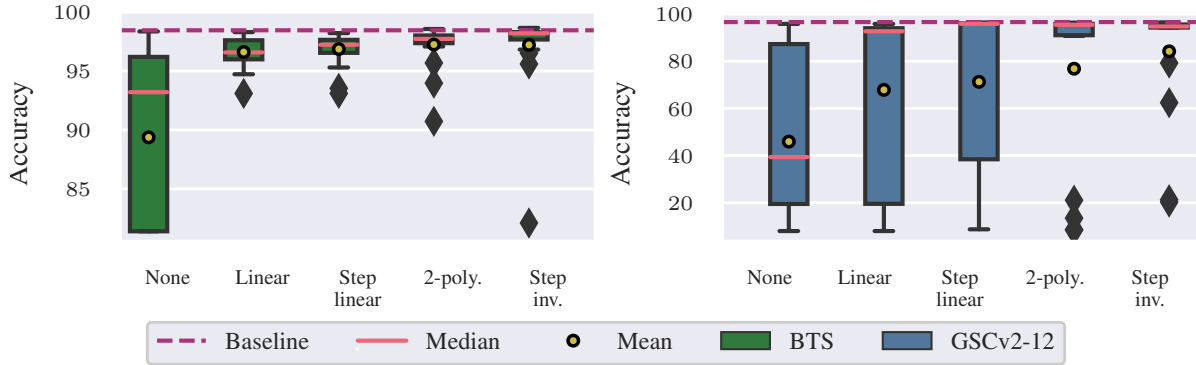 Accuracy
100
95
90
85
None
Linear
Step
linear
2-poly.
Step
inv.
Accuracy
100
80
60
40
20
None
Linear
Step
linear
2-poly.
Step
inv.
Baseline
Median
Mean
BTS
GSCv2-12